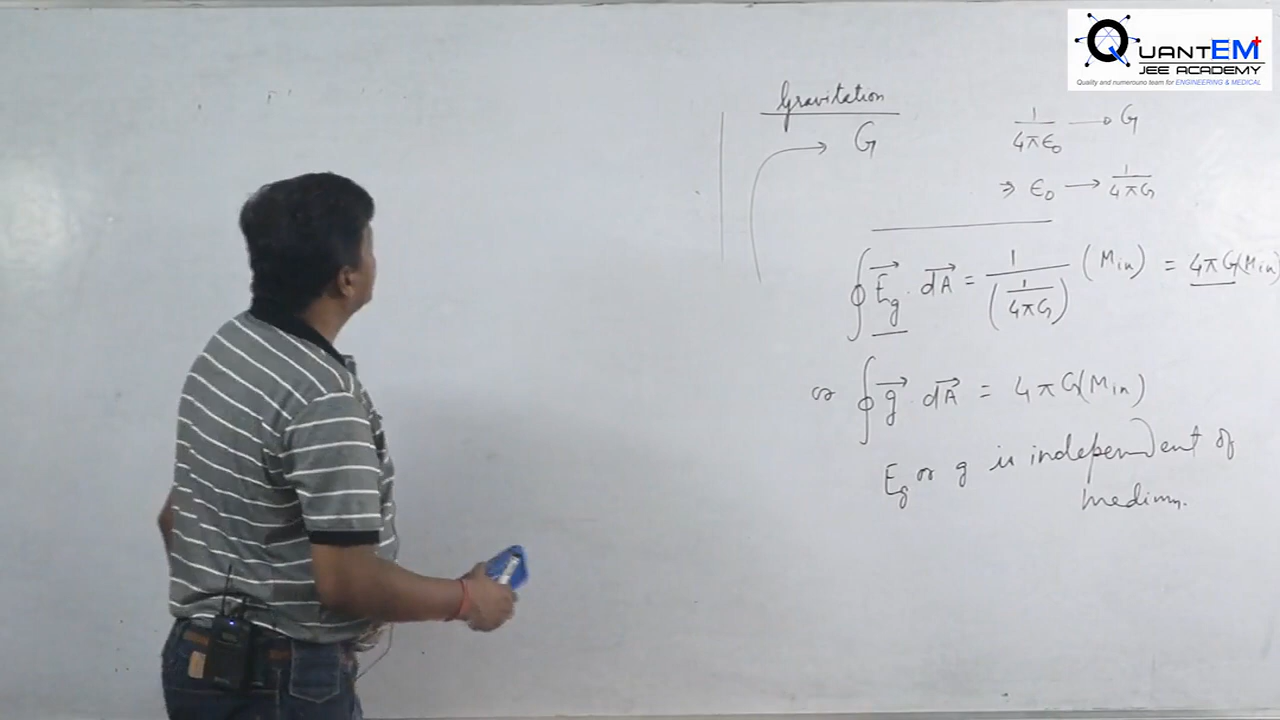 QUANTEM+
JEE ACADEMY
Quality and numerouno team for ENGINEERING & MEDICAL
Gravitation
G
1/4πϵ₀ → G
⇒ ϵ₀ → 1/4πG
∮ E⃗g . dA⃗ = 1/(1/4πG) (Min) = 4πG(Min)
or ∮ g⃗ . dA⃗ = 4πG(Min)
Eg or g is independent of
medium.